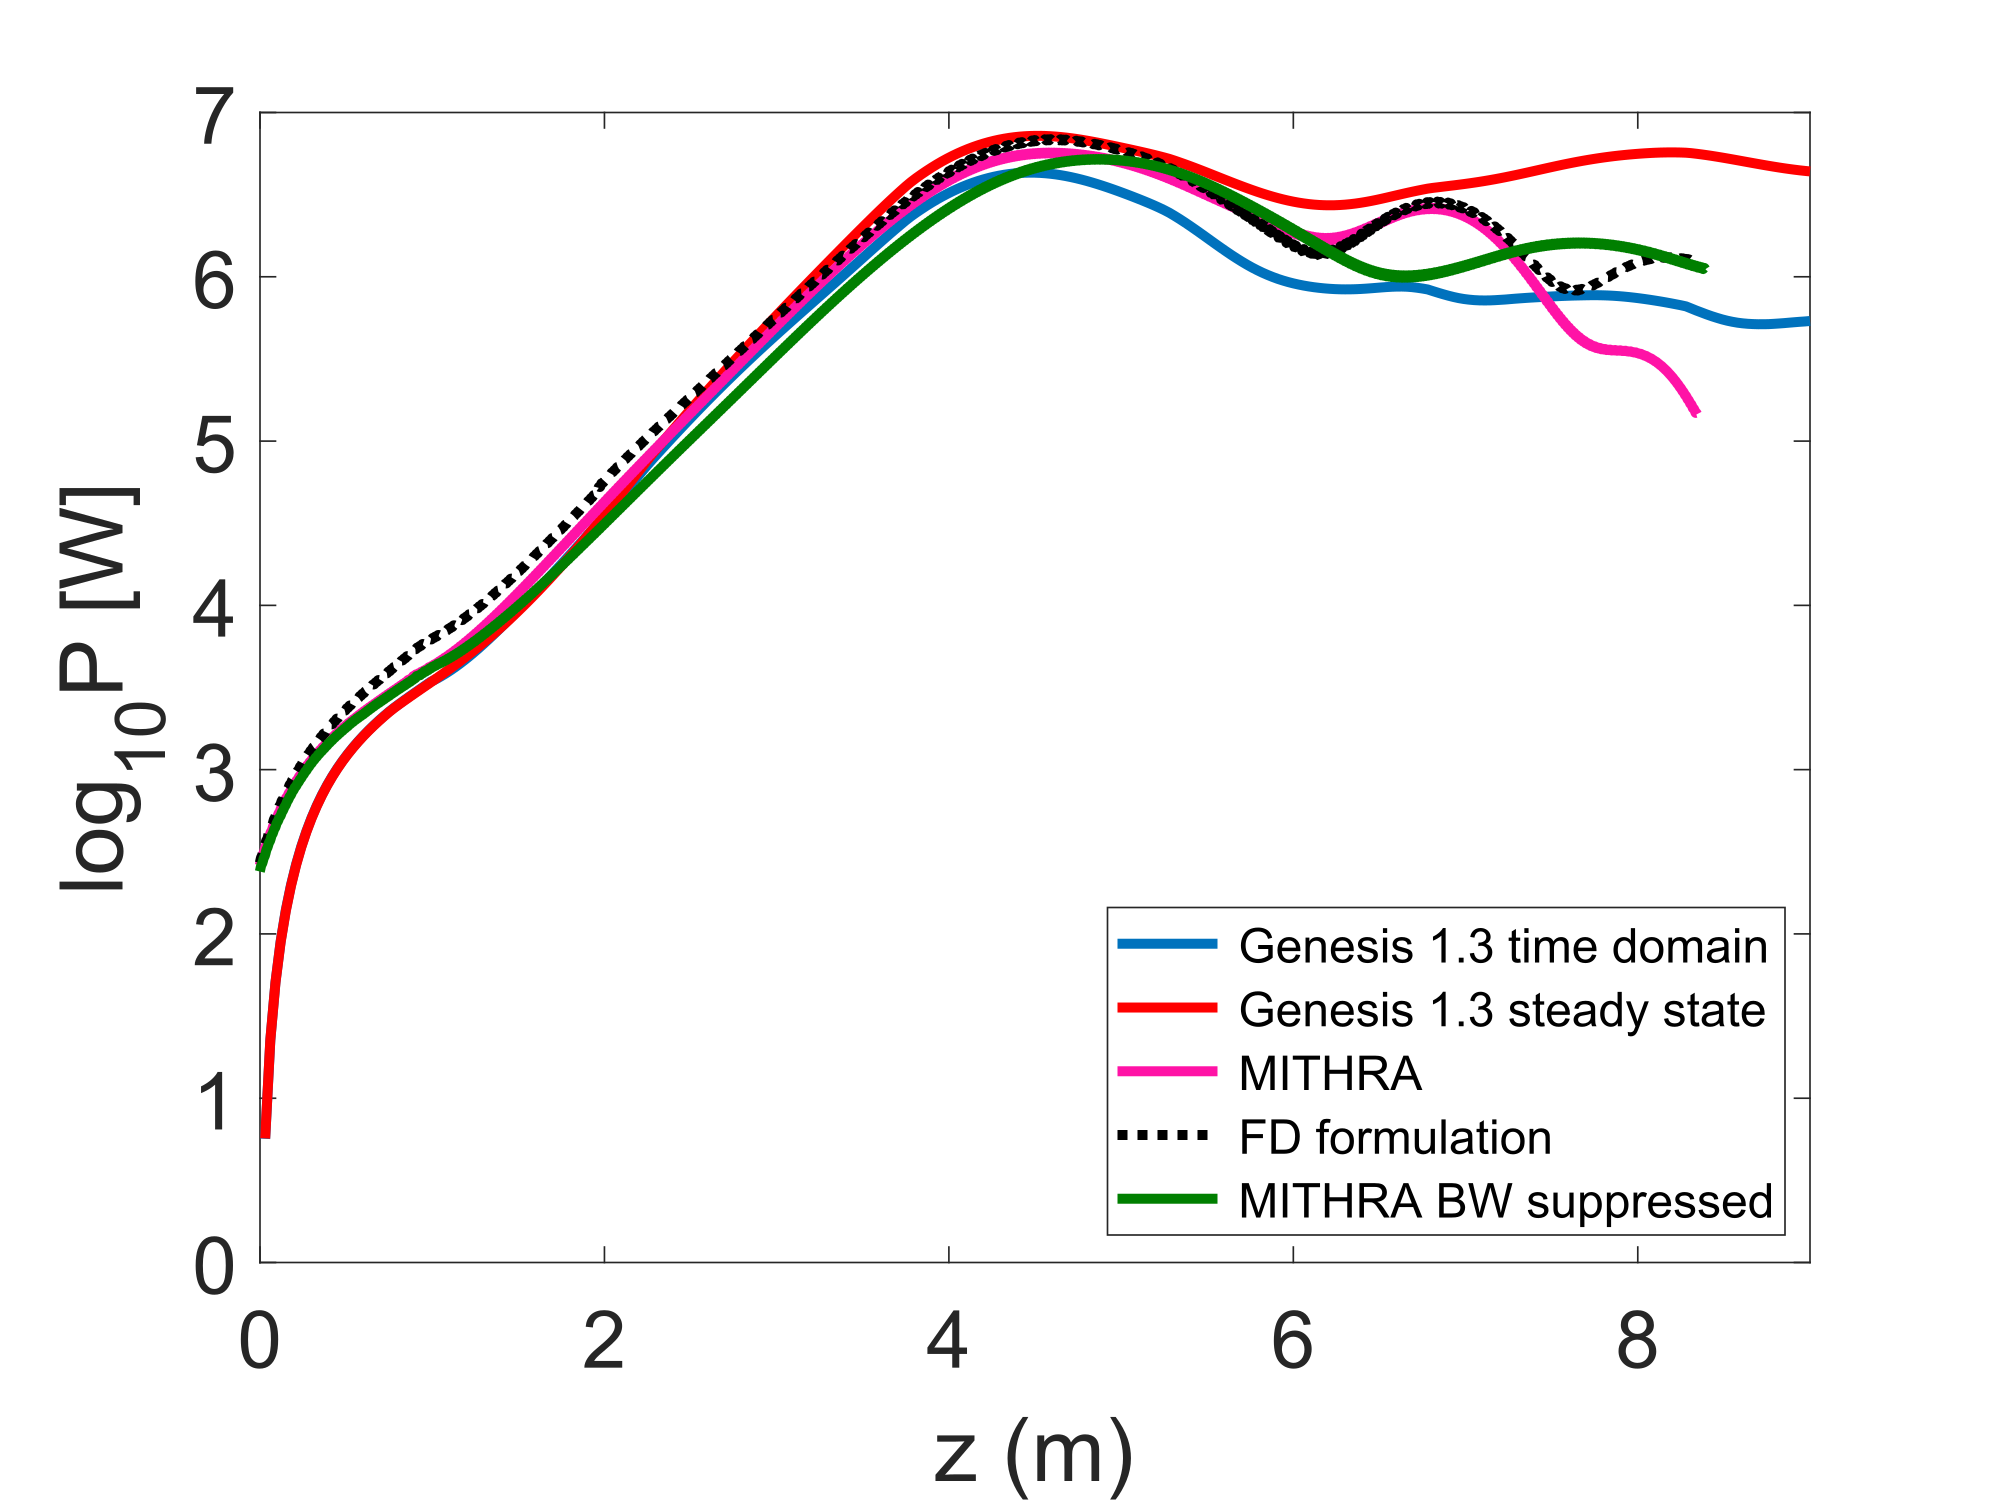 7
6
5
4
3
2
1
0
log10P [W]
0 2 4 6 8
z (m)
Genesis 1.3 time domain
Genesis 1.3 steady state
MITHRA
FD formulation
MITHRA BW suppressed